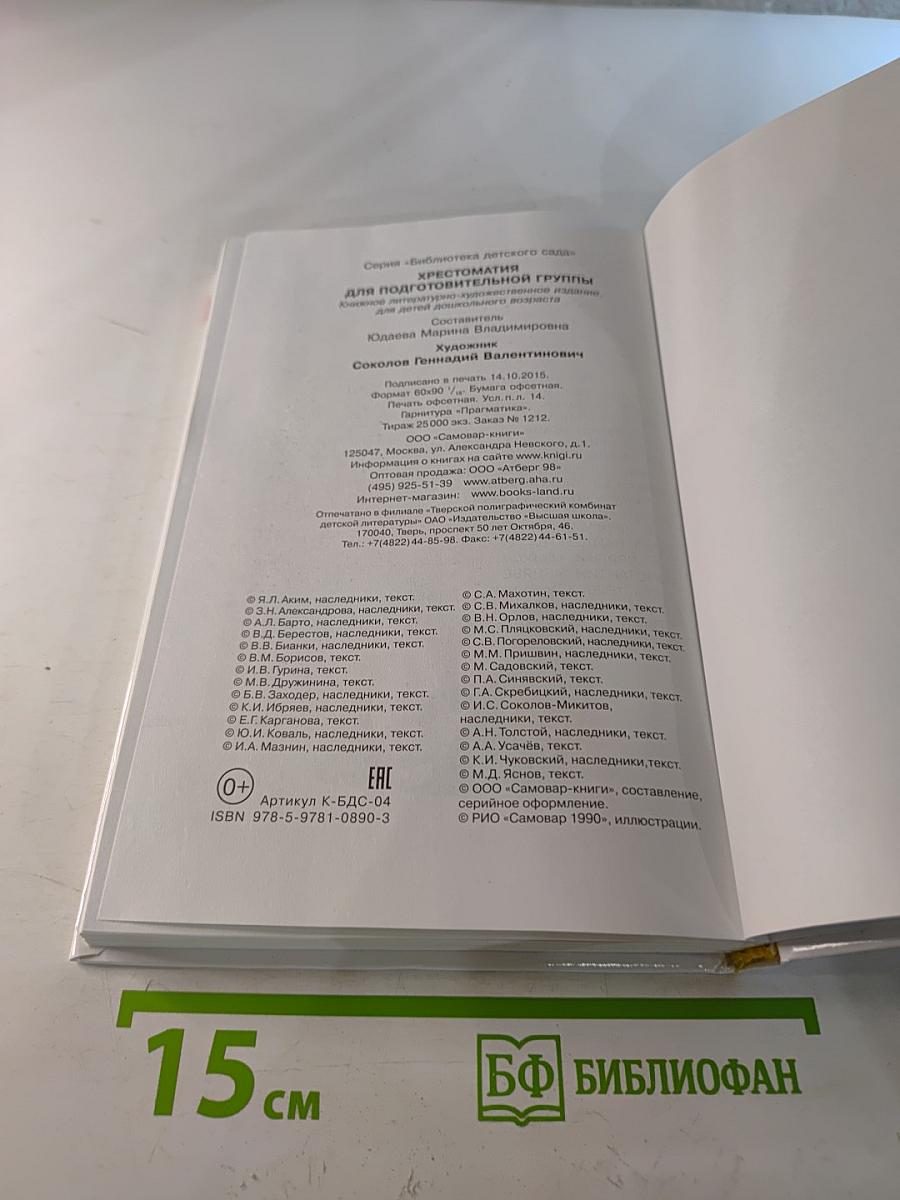 Серия «Библиотека детского сада»
ХРЕСТОМАТИЯ
ДЛЯ ПОДГОТОВИТЕЛЬНОЙ ГРУППЫ
Книжное литературно-художественное издание
для детей дошкольного возраста
Составитель
Юдаева Марина Владимировна
Художник
Соколов Геннадий Валентинович
Подписано в печать 14.10.2015.
Формат 60х90 1/16. Бумага офсетная.
Печать офсетная. Усл. п. л. 14.
Гарнитура «Прагматика».
Тираж 25 000 экз. Заказ № 1212.
ООО «Самовар-книги»
125047, Москва, ул. Александра Невского, д.1.
Информация о книгах на сайте www.knigi.ru
Оптовая продажа: ООО «Атберг 98»
(495) 925-51-39 www.atberg.aha.ru
Интернет-магазин: www.books-land.ru
Отпечатано в филиале «Тверской полиграфический комбинат
детской литературы» ОАО «Издательство «Высшая школа».
170040, Тверь, проспект 50 лет Октября, 46.
Тел.: +7(4822)44-85-98. Факс: +7(4822)44-61-51.
© Я.Л. Аким, наследники, текст.
© З.Н. Александрова, наследники, текст.
© А.Л. Барто, наследники, текст.
© В.Д. Берестов, наследники, текст.
© В.В. Бианки, наследники, текст.
© В.М. Борисов, текст.
© И.В. Гурина, текст.
© М.В. Дружинина, текст.
© Б.В. Заходер, наследники, текст.
© К.И. Ибряев, наследники, текст.
© Е.Г. Карганова, текст.
© Ю.И. Коваль, наследники, текст.
© И.А. Мазнин, наследники, текст.
© С.А. Махотин, текст.
© С.В. Михалков, наследники, текст.
© В.Н. Орлов, наследники, текст.
© М.С. Пляцковский, наследники, текст.
© С.В. Погореловский, наследники, текст.
© М.М. Пришвин, наследники, текст.
© М. Садовский, текст.
© П.А. Синявский, текст.
© Г.А. Скребицкий, наследники, текст.
© И.С. Соколов-Микитов,
наследники, текст.
© А.Н. Толстой, наследники, текст.
© А.А. Усачёв, текст.
© К.И. Чуковский, наследники,текст.
© М.Д. Яснов, текст.
© ООО «Самовар-книги», составление,
серийное оформление.
© РИО «Самовар 1990», иллюстрации.
0+
EAC
Артикул К-БДС-04
ISBN 978-5-9781-0890-3
15 см
БФ БИБЛИОФАН